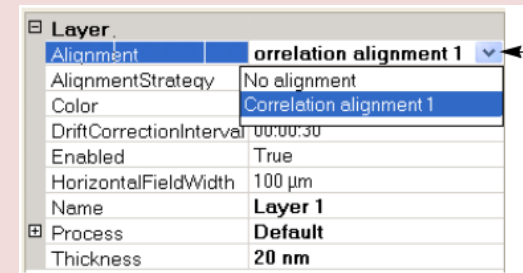 Layer
Alignment orrelation alignment 1
AlignmentStrategy No alignment
Color Correlation alignment 1
DriftCorrectionInterval 00:00:30
Enabled True
HorizontalFieldWidth 100 µm
Name Layer 1
Process Default
Thickness 20 nm